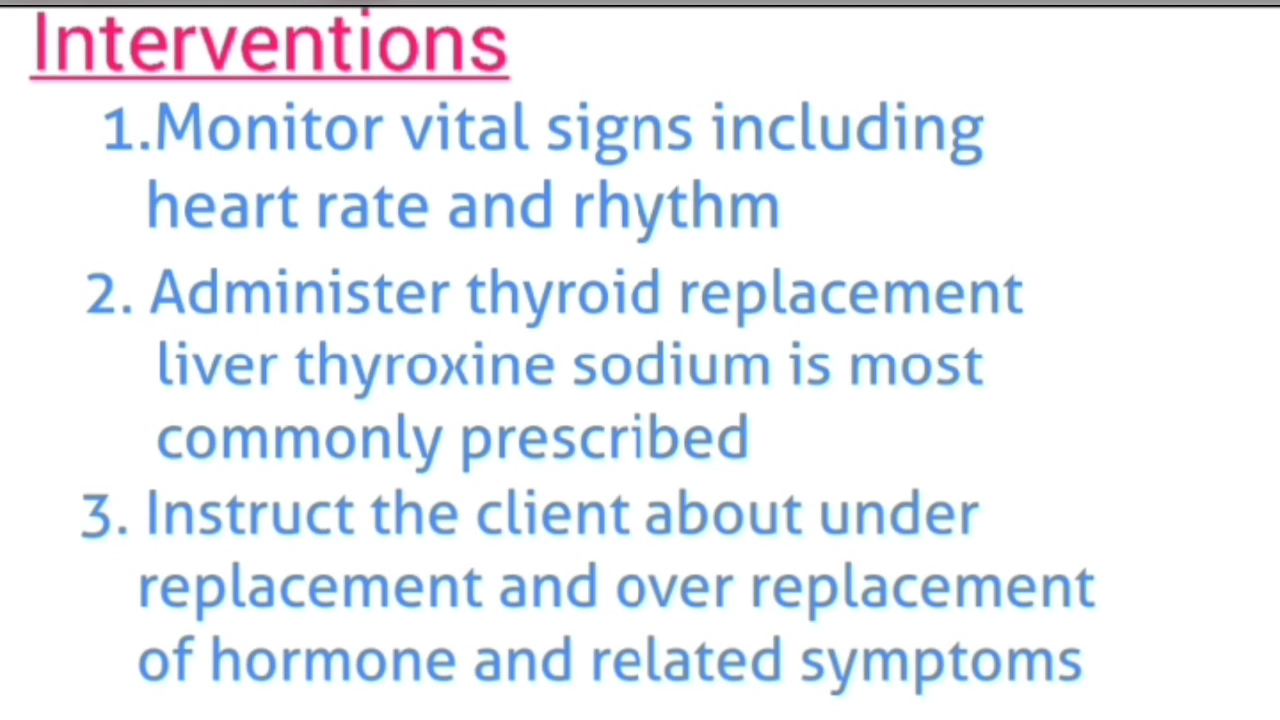 Interventions
1.Monitor vital signs including
heart rate and rhythm
2. Administer thyroid replacement
liver thyroxine sodium is most
commonly prescribed
3. Instruct the client about under
replacement and over replacement
of hormone and related symptoms